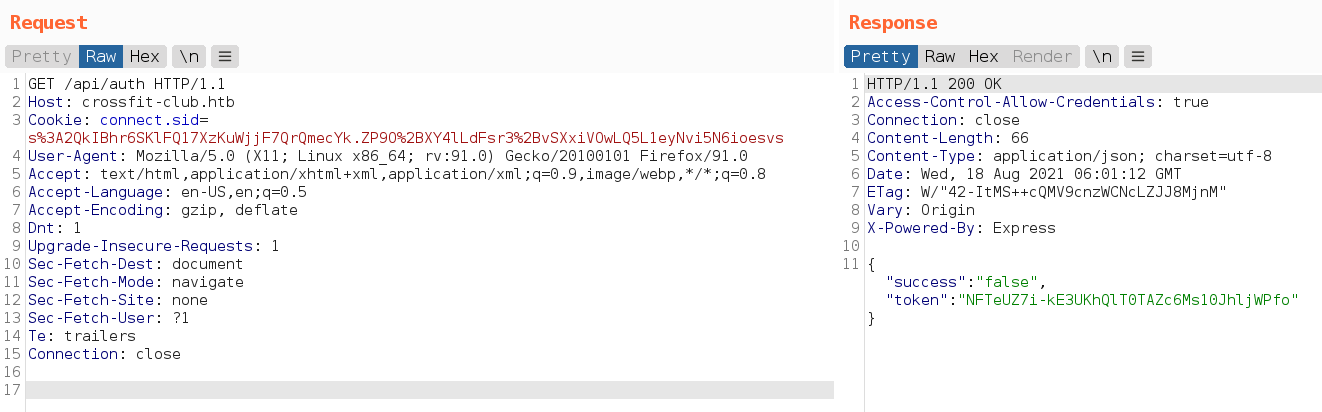 Request
Pretty Raw Hex \n ≡
1 GET /api/auth HTTP/1.1
2 Host: crossfit-club.htb
3 Cookie: connect.sid=
s%3A2QkIBhr6SKlFQ17XzKuWjjF7QrQmecYk.ZP9O%2BXY4lLdFsr3%2BvSXxiVOwLQ5L1eyNvi5N6ioesvs
4 User-Agent: Mozilla/5.0 (X11; Linux x86_64; rv:91.0) Gecko/20100101 Firefox/91.0
5 Accept: text/html,application/xhtml+xml,application/xml;q=0.9,image/webp,*/*;q=0.8
6 Accept-Language: en-US,en;q=0.5
7 Accept-Encoding: gzip, deflate
8 Dnt: 1
9 Upgrade-Insecure-Requests: 1
10 Sec-Fetch-Dest: document
11 Sec-Fetch-Mode: navigate
12 Sec-Fetch-Site: none
13 Sec-Fetch-User: ?1
14 Te: trailers
15 Connection: close
16
17
Response
Pretty Raw Hex Render \n ≡
1 HTTP/1.1 200 OK
2 Access-Control-Allow-Credentials: true
3 Connection: close
4 Content-Length: 66
5 Content-Type: application/json; charset=utf-8
6 Date: Wed, 18 Aug 2021 06:01:12 GMT
7 ETag: W/"42-ItMS++cQMV9cnzWCNcLZJJ8MjnM"
8 Vary: Origin
9 X-Powered-By: Express
10
11 {
"success":"false",
"token":"NFTeUZ7i-kE3UKhQlT0TAZc6Ms10JhljWPfo"
}